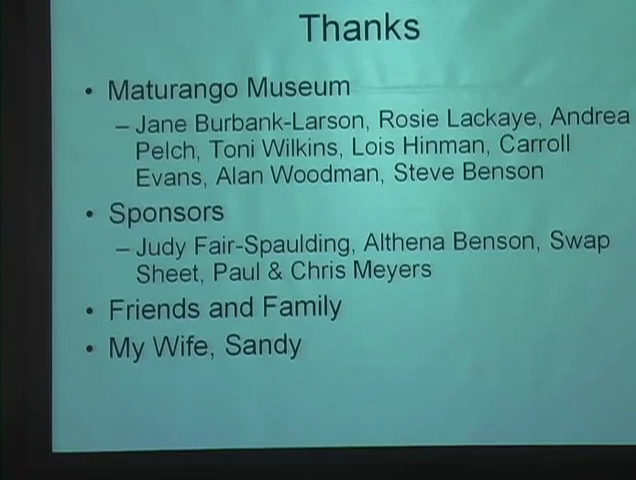 Thanks
• Maturango Museum
– Jane Burbank-Larson, Rosie Lackaye, Andrea
Pelch, Toni Wilkins, Lois Hinman, Carroll
Evans, Alan Woodman, Steve Benson
• Sponsors
– Judy Fair-Spaulding, Althena Benson, Swap
Sheet, Paul & Chris Meyers
• Friends and Family
• My Wife, Sandy